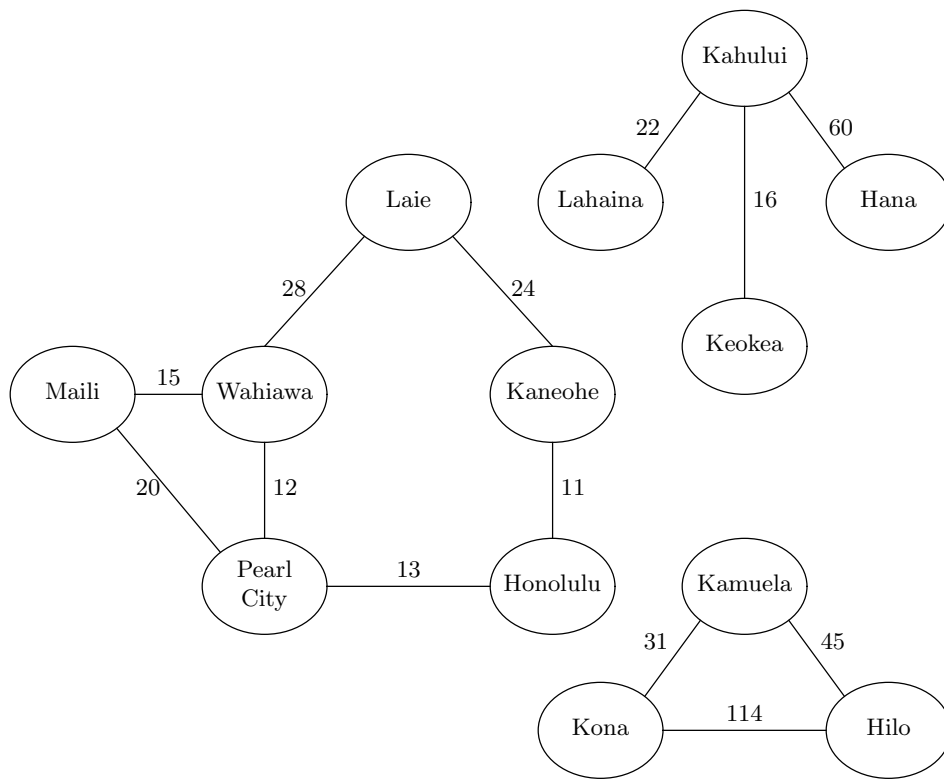 Kahului
22
60
Laie
Lahaina
16
Hana
28
24
Keokea
15
Maili
Wahiawa
Kaneohe
20
12
11
Pearl
City
13
Honolulu
Kamuela
31
45
114
Kona
Hilo